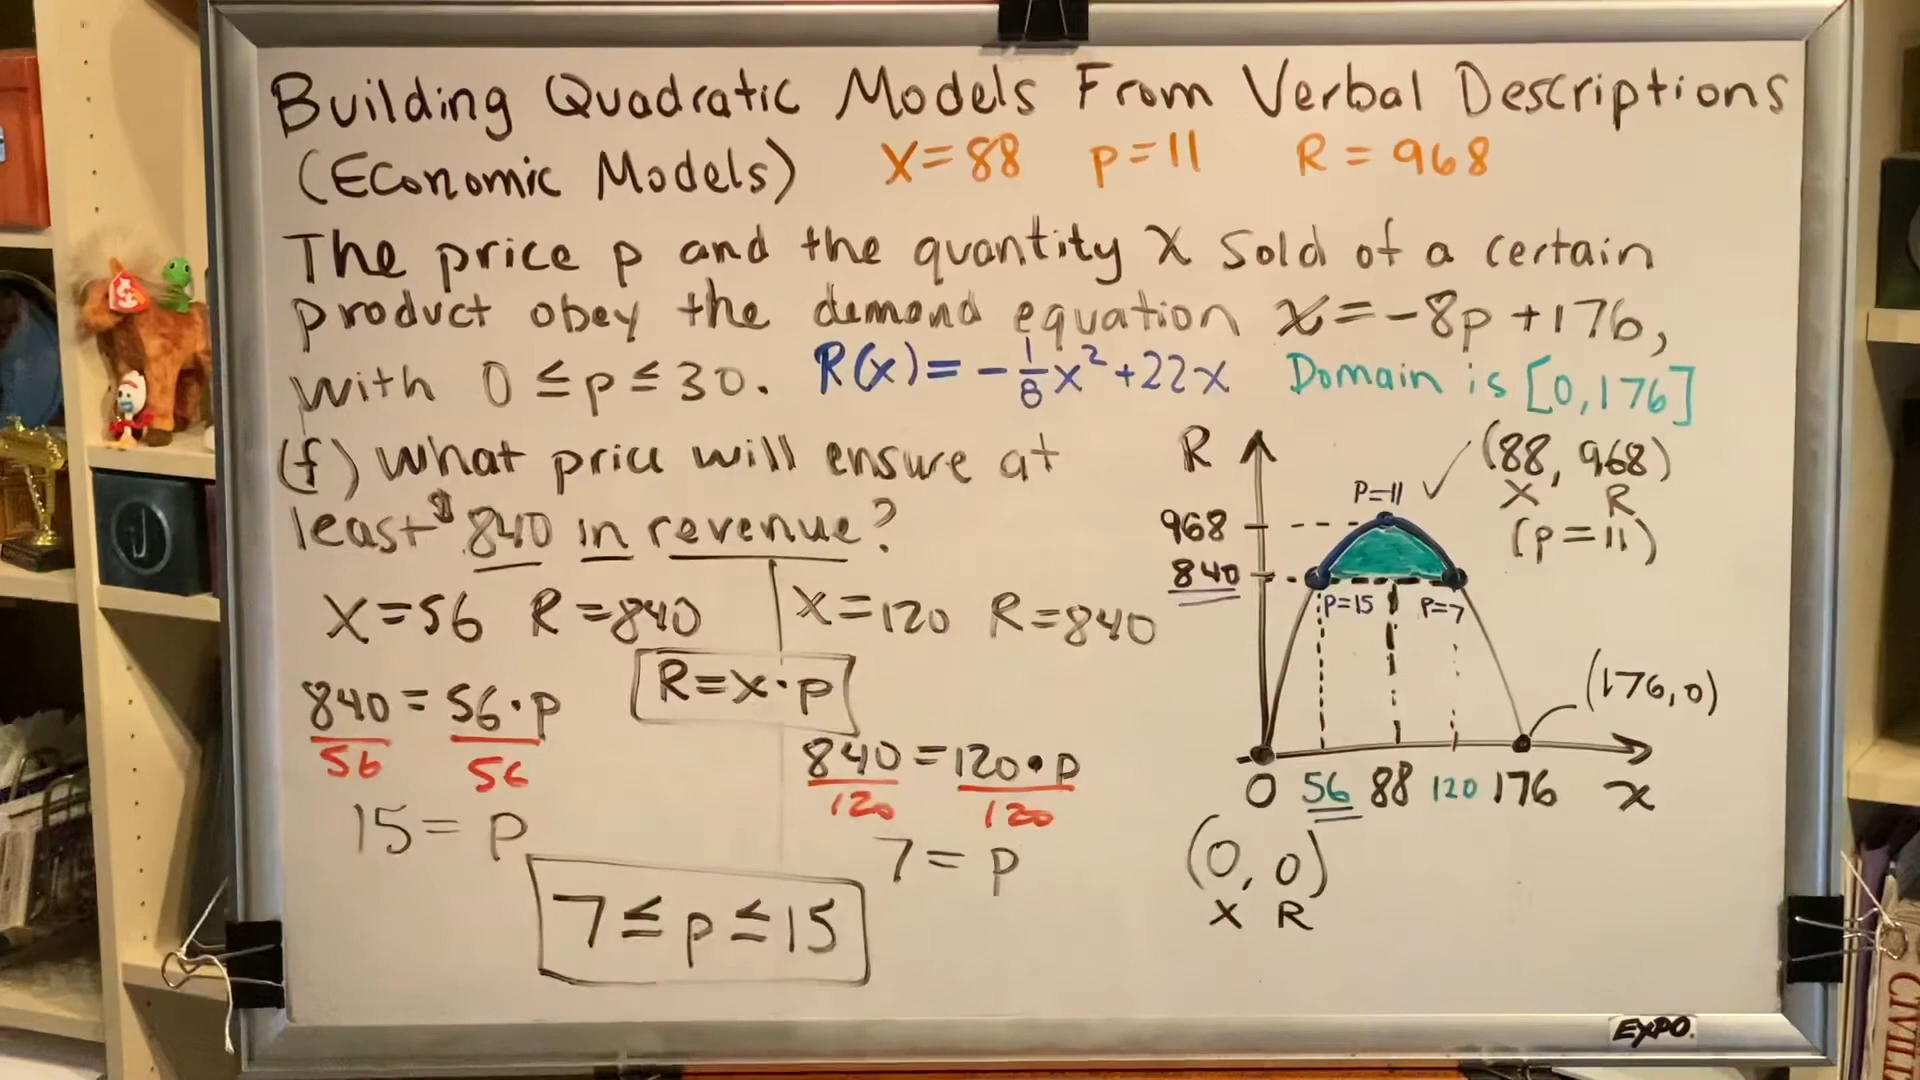 Building Quadratic Models From Verbal Descriptions
(Economic Models) X=88 p=11 R=968
The price p and the quantity x sold of a certain
product obey the demand equation x=-8p+176,
with 0≤p≤30. R(x)=-1/8x²+22x Domain is [0,176]
(f) What price will ensure at
least $840 in revenue?
X=56 R=840
x=120 R=840
R=x·p
840=56·p
56 56
15=p
840=120·p
120 120
7=p
7≤p≤15
R
(88, 968)
X R
(p=11)
P=11
968
840
P=15 P=7
(176,0)
0 56 88 120 176 x
(0, 0)
X R
EXPO.
J
CIVILI